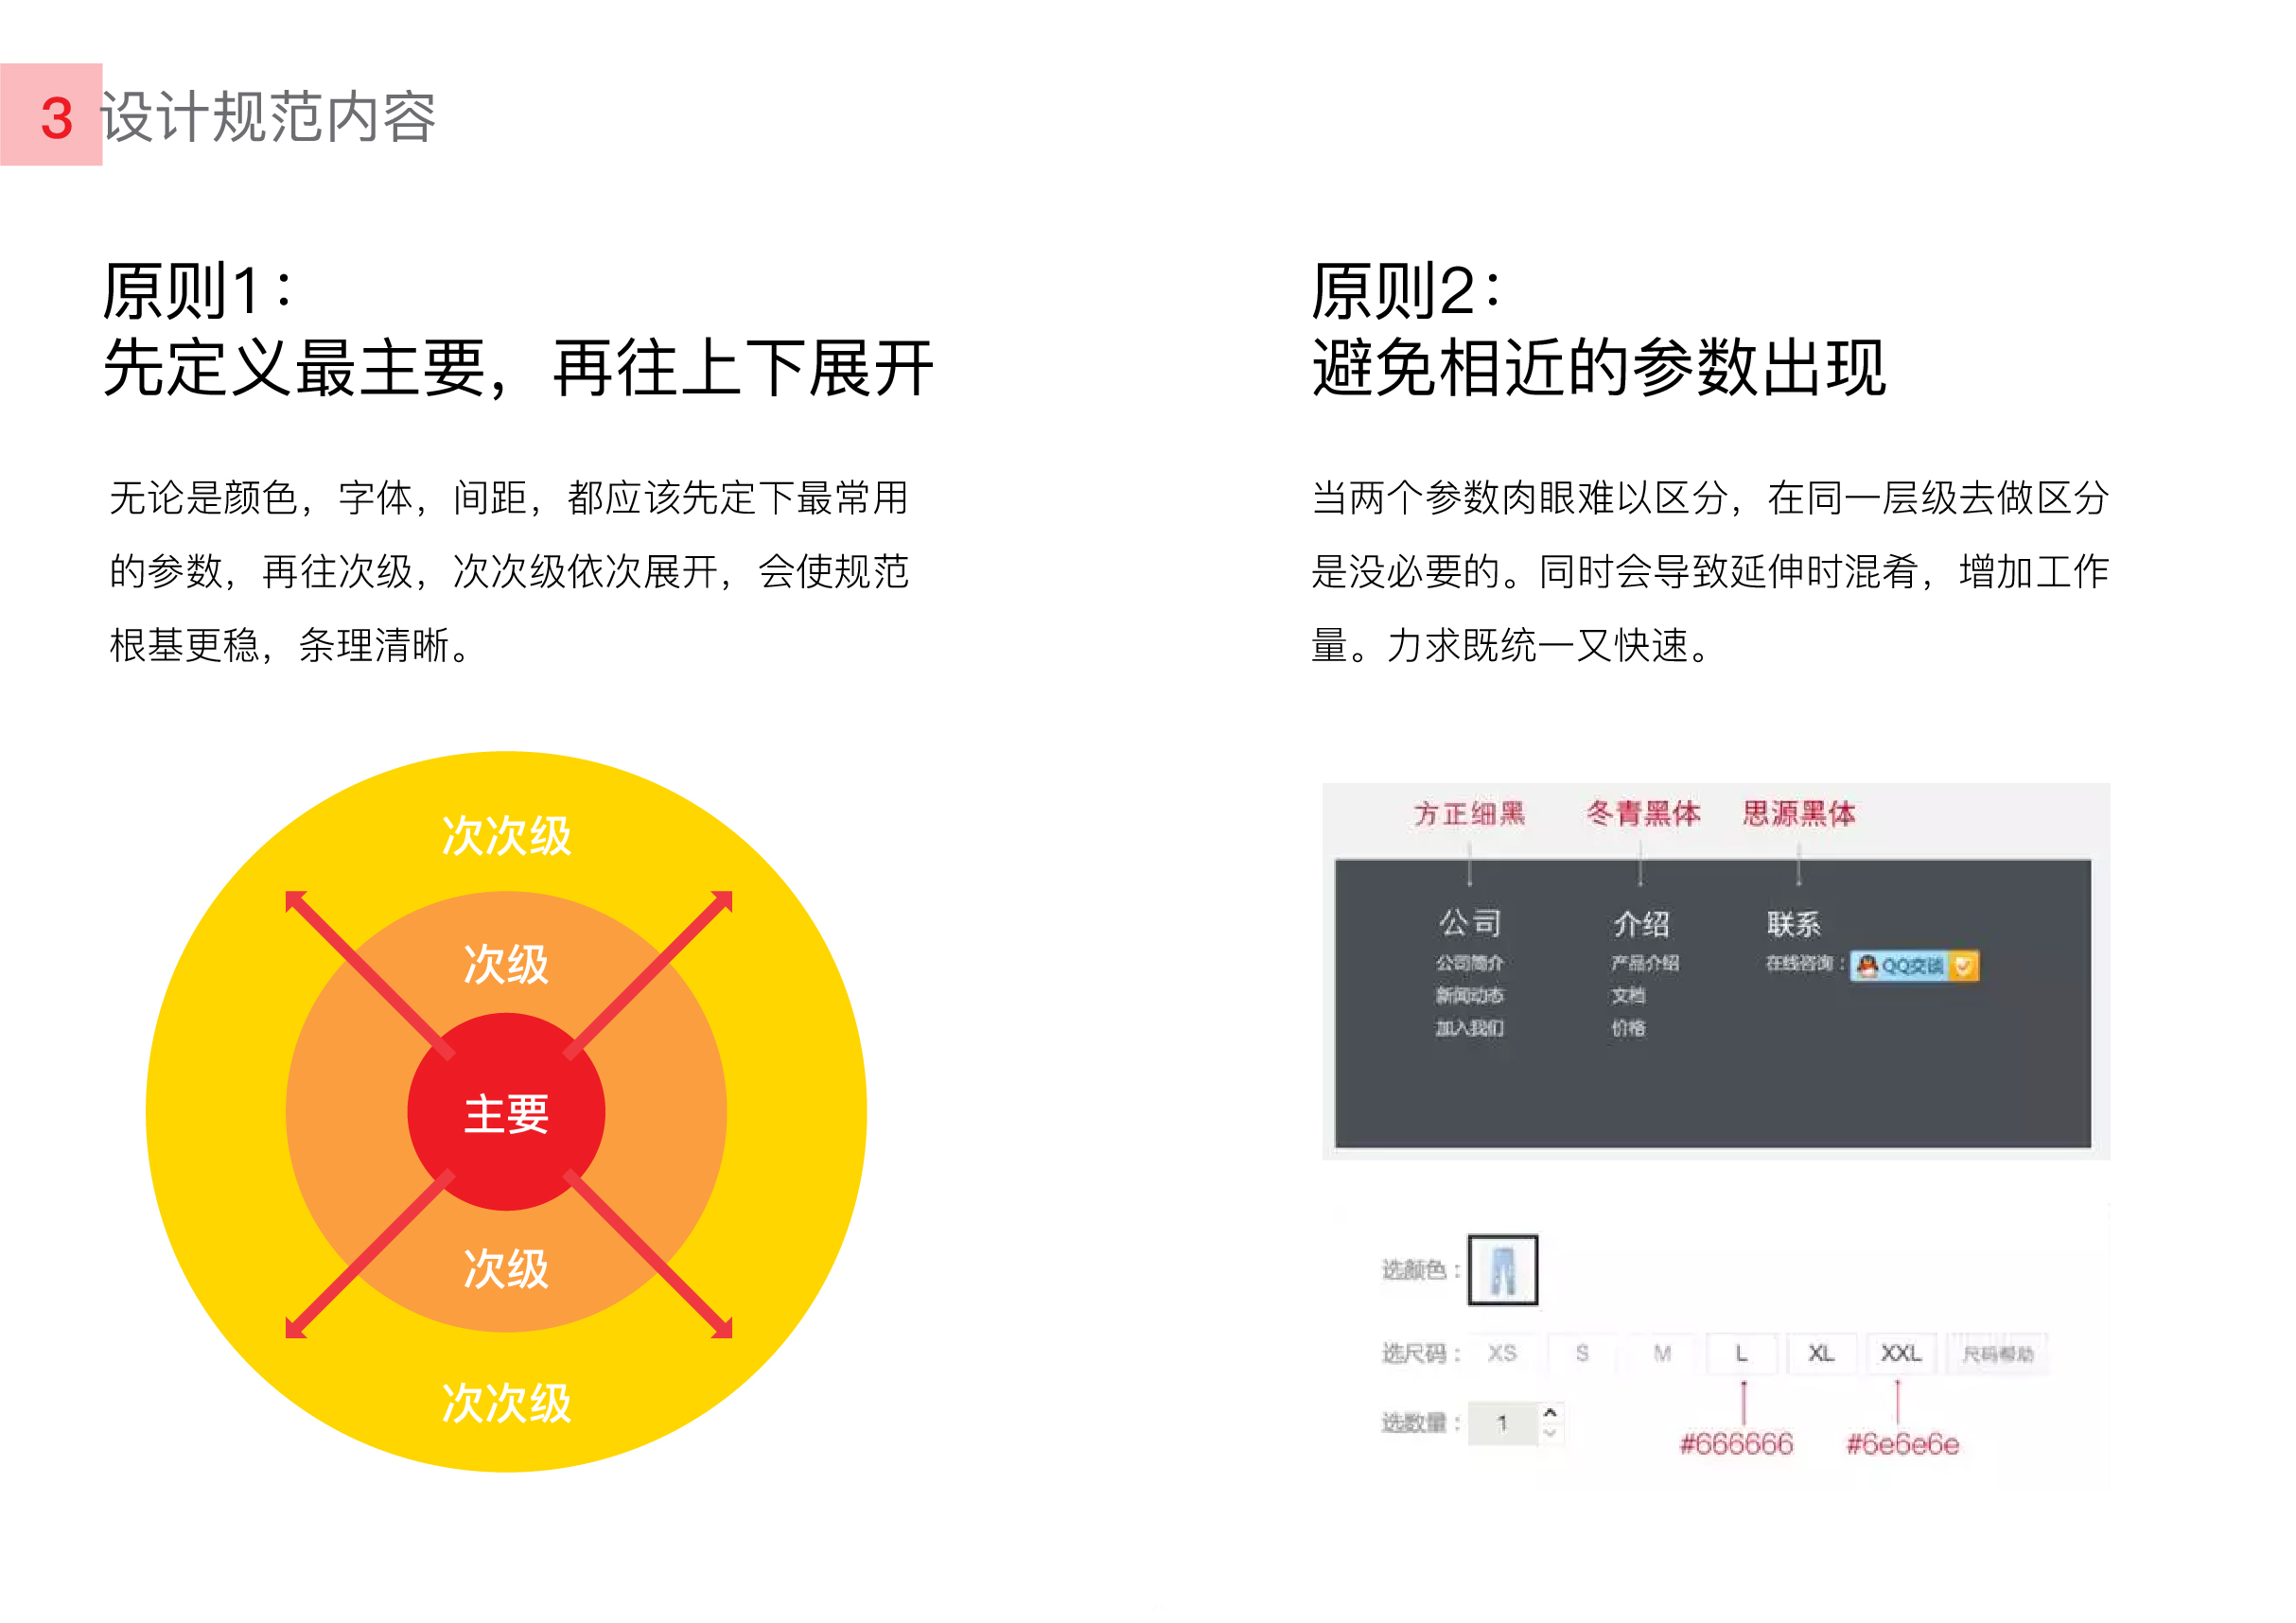 3 设计规范内容
原则1：
先定义最主要，再往上下展开
无论是颜色，字体，间距，都应该先定下最常用
的参数，再往次级，次次级依次展开，会使规范
根基更稳，条理清晰。
次次级
次级
主要
次级
次次级
原则2：
避免相近的参数出现
当两个参数肉眼难以区分，在同一层级去做区分
是没必要的。同时会导致延伸时混肴，增加工作
量。力求既统一又快速。
方正细黑 冬青黑体 思源黑体
公司 介绍 联系
公司简介 产品介绍 在线咨询： QQ交谈
新闻动态 文档
加入我们 价格
选颜色：
选尺码： XS S M L XL XXL 尺码帮助
选数量： 1
#666666 #6e6e6e